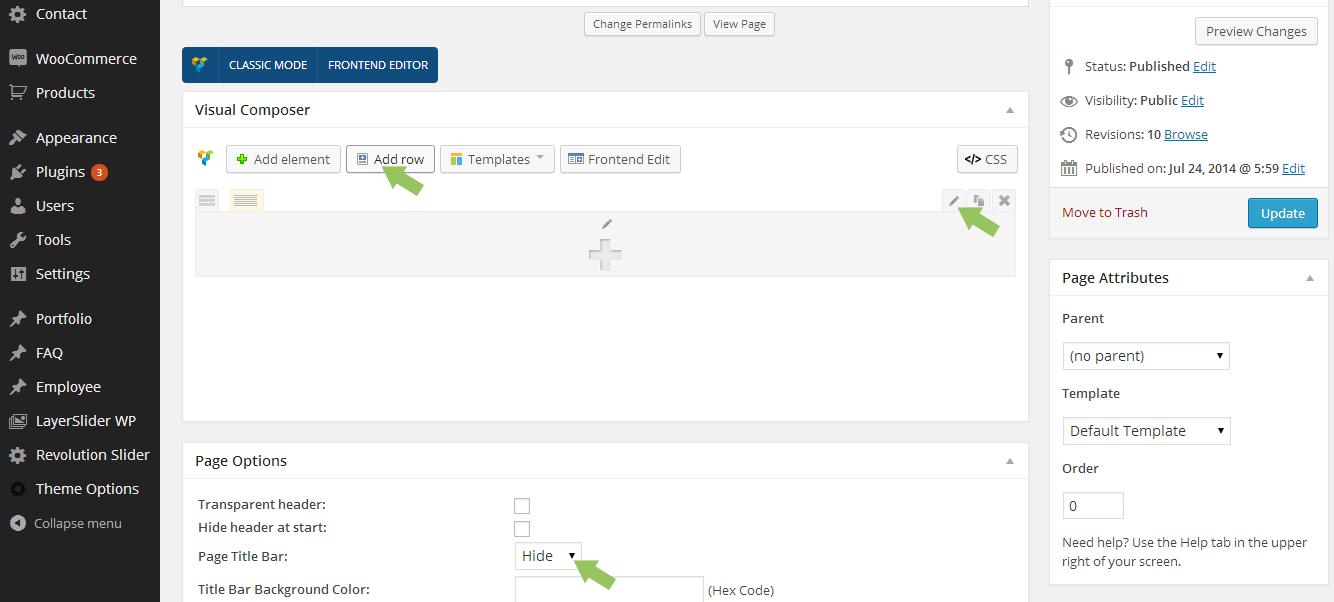 Contact
WooCommerce
Products
Appearance
Plugins 3
Users
Tools
Settings
Portfolio
FAQ
Employee
LayerSlider WP
Revolution Slider
Theme Options
Collapse menu
Change Permalinks View Page
CLASSIC MODE FRONTEND EDITOR
Visual Composer
Add element Add row Templates Frontend Edit </> CSS
Page Options
Transparent header:
Hide header at start:
Page Title Bar: Hide
Title Bar Background Color: (Hex Code)
Preview Changes
Status: Published Edit
Visibility: Public Edit
Revisions: 10 Browse
Published on: Jul 24, 2014 @ 5:59 Edit
Move to Trash Update
Page Attributes
Parent
(no parent)
Template
Default Template
Order
0
Need help? Use the Help tab in the upper
right of your screen.